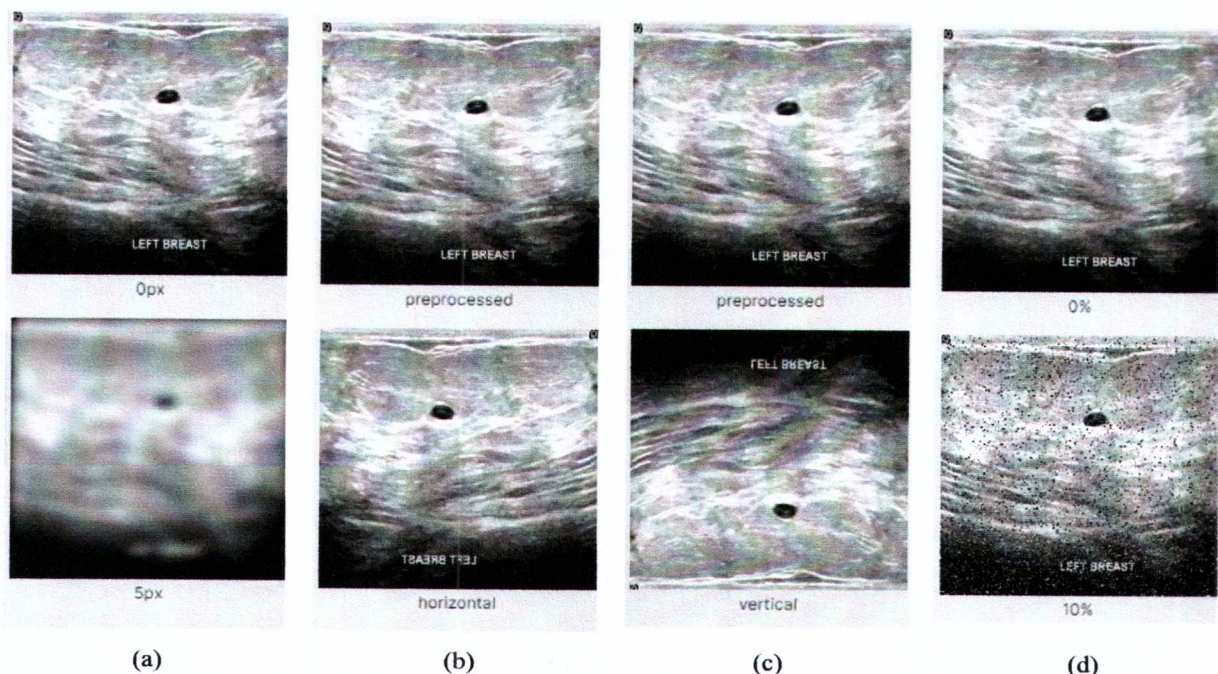 LEFT BREAST
LEFT BREAST
LEFT BREAST
LEFT BREAST
0px
preprocessed
preprocessed
0%
LEFT BREAST
LEFT BREAST
LEFT BREAST
5px
horizontal
vertical
10%
(a)
(b)
(c)
(d)